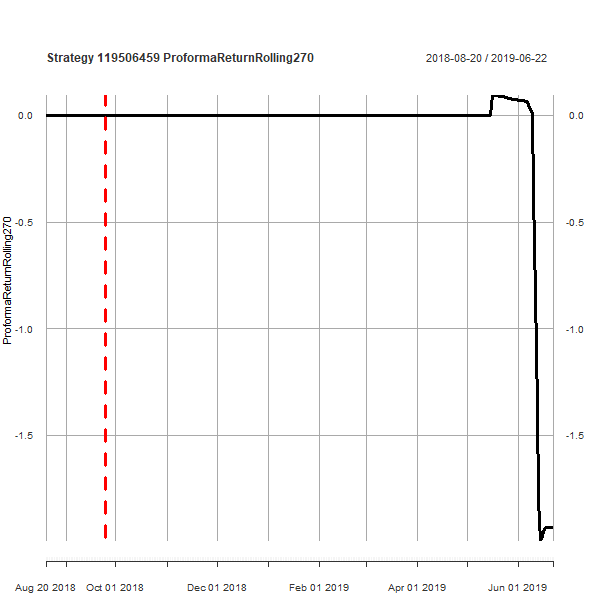 Strategy 119506459 ProformaReturnRolling270
2018-08-20 / 2019-06-22
ProformaReturnRolling270
0.0
0.0
-0.5
-0.5
-1.0
-1.0
-1.5
-1.5
Aug 20 2018
Oct 01 2018
Dec 01 2018
Feb 01 2019
Apr 01 2019
Jun 01 2019